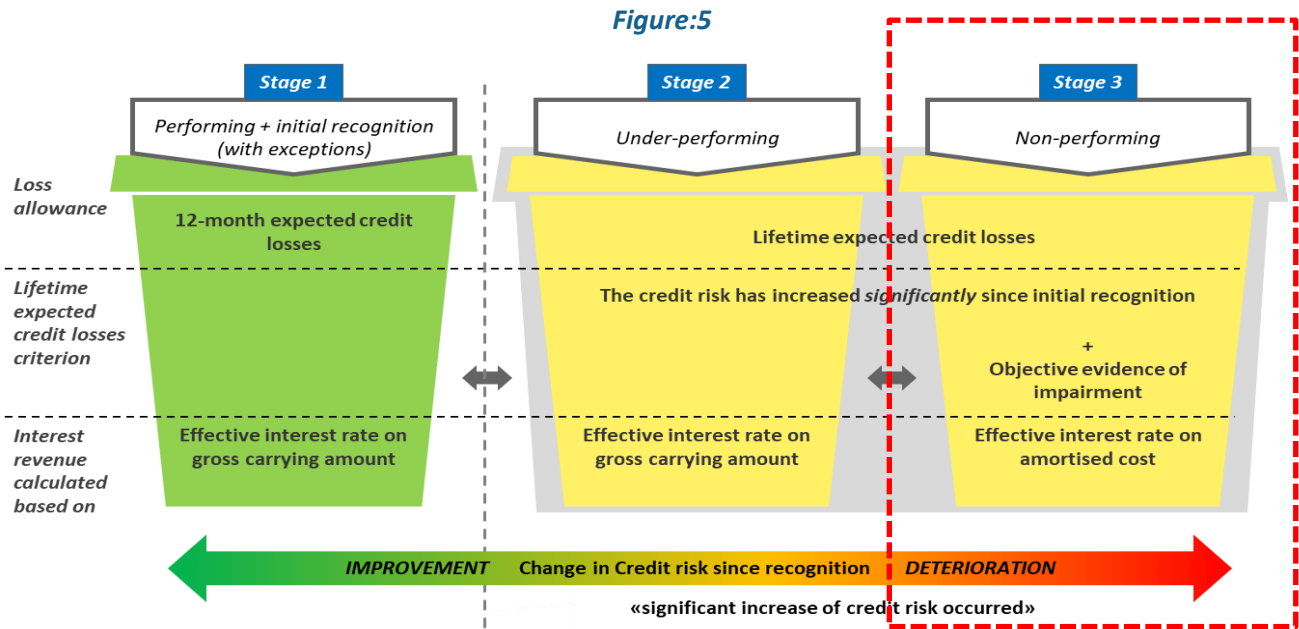 Figure:5
Stage 1
Stage 2
Stage 3
Performing + initial recognition
(with exceptions)
Under-performing
Non-performing
Loss
allowance
12-month expected credit
losses
Lifetime expected credit losses
Lifetime
expected
credit losses
criterion
The credit risk has increased significantly since initial recognition
+
Objective evidence of
impairment
Interest
revenue
calculated
based on
Effective interest rate on
gross carrying amount
Effective interest rate on
gross carrying amount
Effective interest rate on
amortised cost
IMPROVEMENT Change in Credit risk since recognition DETERIORATION
«significant increase of credit risk occurred»